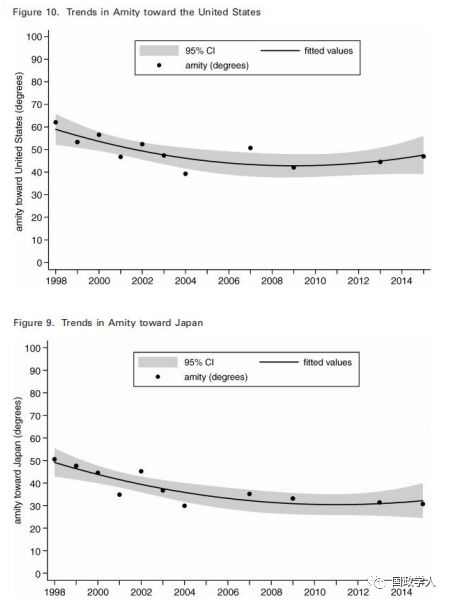 Figure 10. Trends in Amity toward the United States
95% CI
fitted values
amity (degrees)
amity toward United States (degrees)
100
90
80
70
60
50
40
30
20
10
0
1998 2000 2002 2004 2006 2008 2010 2012 2014
Figure 9. Trends in Amity toward Japan
95% CI
fitted values
amity (degrees)
amity toward Japan (degrees)
100
90
80
70
60
50
40
30
20
10
0
1998 2000 2002 2004 2006 2008 2010 2012 2014
国政学人